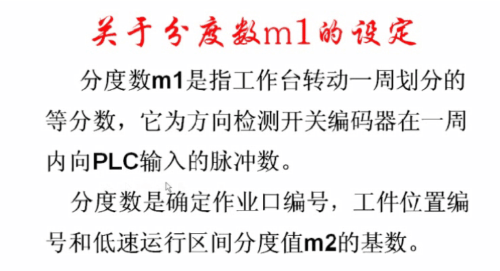 关于分度数m1的设定
分度数m1是指工作台转动一周划分的
等分数，它为方向检测开关编码器在一周
内向PLC输入的脉冲数。
分度数是确定作业口编号，工件位置编
号和低速运行区间分度值m2的基数。